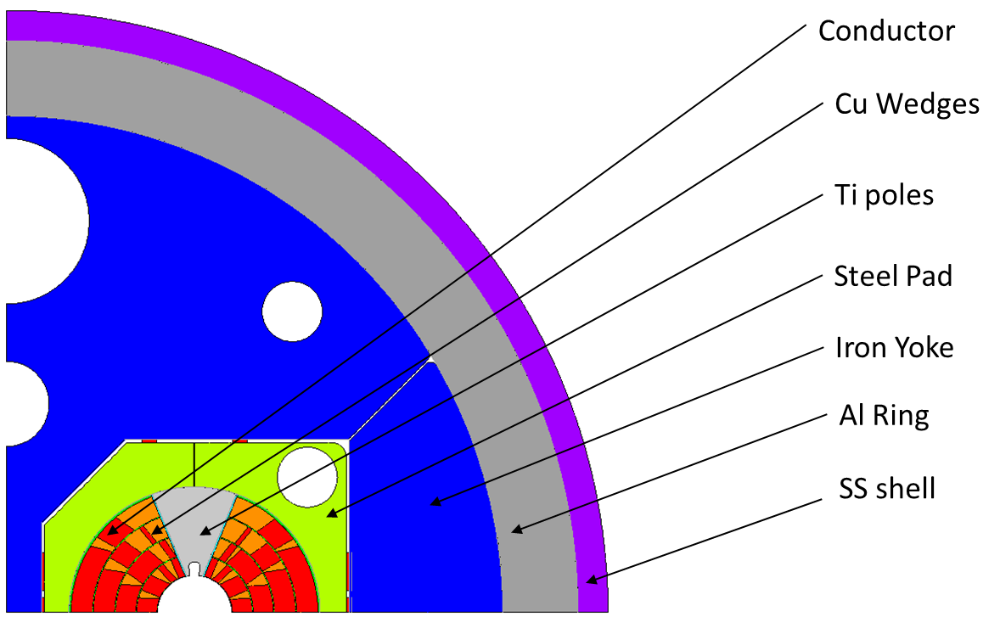 Conductor
Cu Wedges
Ti poles
Steel Pad
Iron Yoke
Al Ring
SS shell